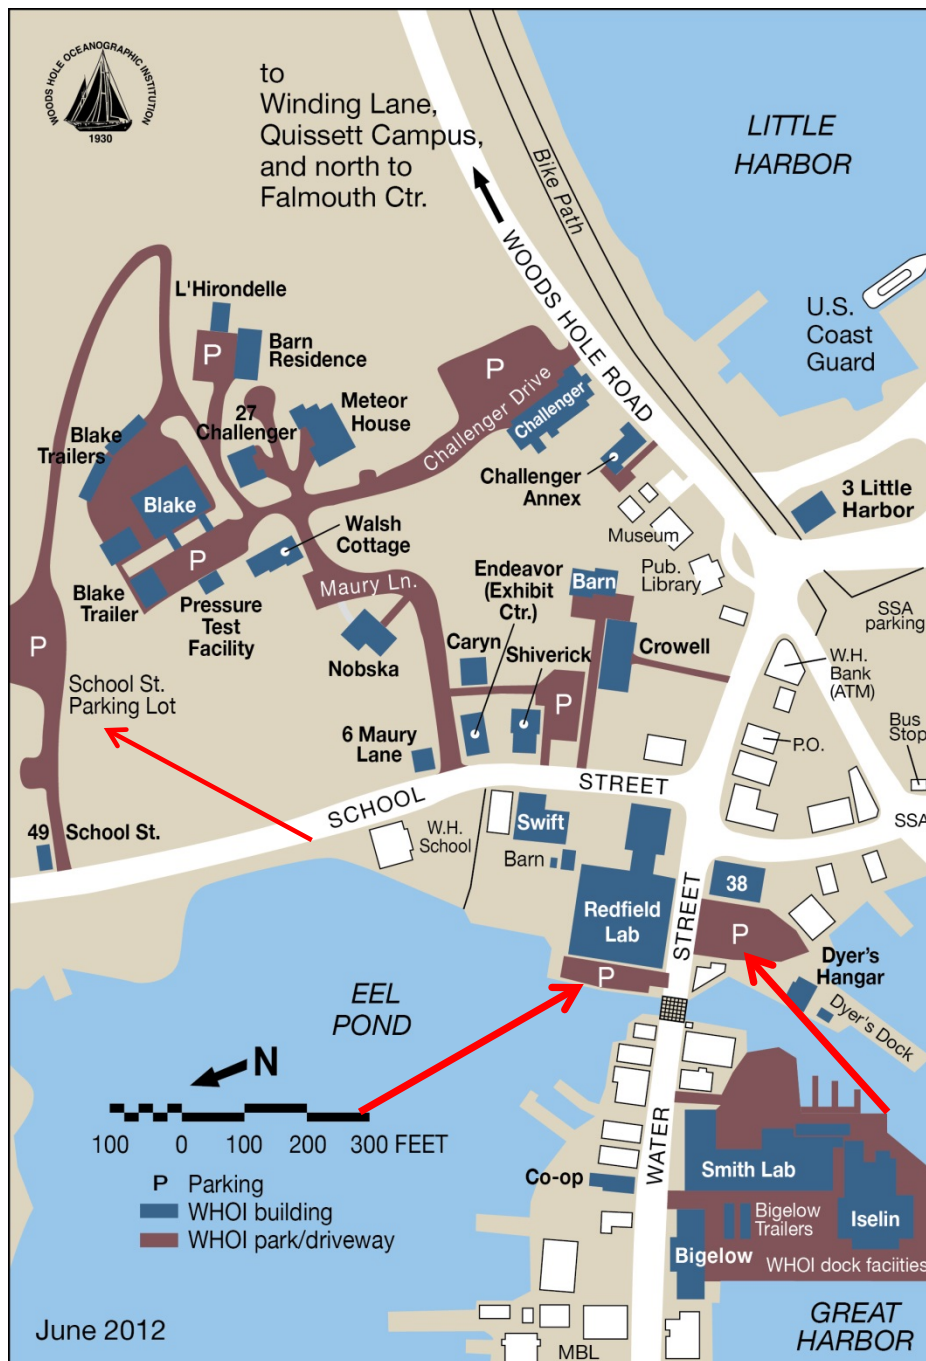 WOODS HOLE OCEANOGRAPHIC INSTITUTION
1930
to
Winding Lane,
Quissett Campus,
and north to
Falmouth Ctr.
LITTLE
HARBOR
Bike Path
WOODS HOLE ROAD
U.S.
Coast
Guard
L'Hirondelle
P
Barn
Residence
P
27
Challenger
Meteor
House
Challenger Drive
Challenger
Blake
Trailers
Blake
Challenger
Annex
3 Little
Harbor
Walsh
Cottage
Museum
P
Blake
Trailer
Pressure
Test
Facility
Maury Ln.
Endeavor
(Exhibit
Ctr.)
Barn
Pub.
Library
SSA
parking
P
Nobska
Caryn
Shiverick
Crowell
W.H.
Bank
(ATM)
School St.
Parking Lot
P
6 Maury
Lane
P.O.
Bus
Stop
SCHOOL
STREET
49 School St.
W.H.
School
Swift
Barn
SSA
38
Redfield
Lab
STREET
P
P
Dyer's
Hangar
Dyer's Dock
EEL
POND
N
100 0 100 200 300 FEET
P Parking
WHOI building
WHOI park/driveway
WATER
Co-op
Smith Lab
Bigelow
Trailers
Iselin
Bigelow
WHOI dock faciities
GREAT
HARBOR
June 2012
MBL